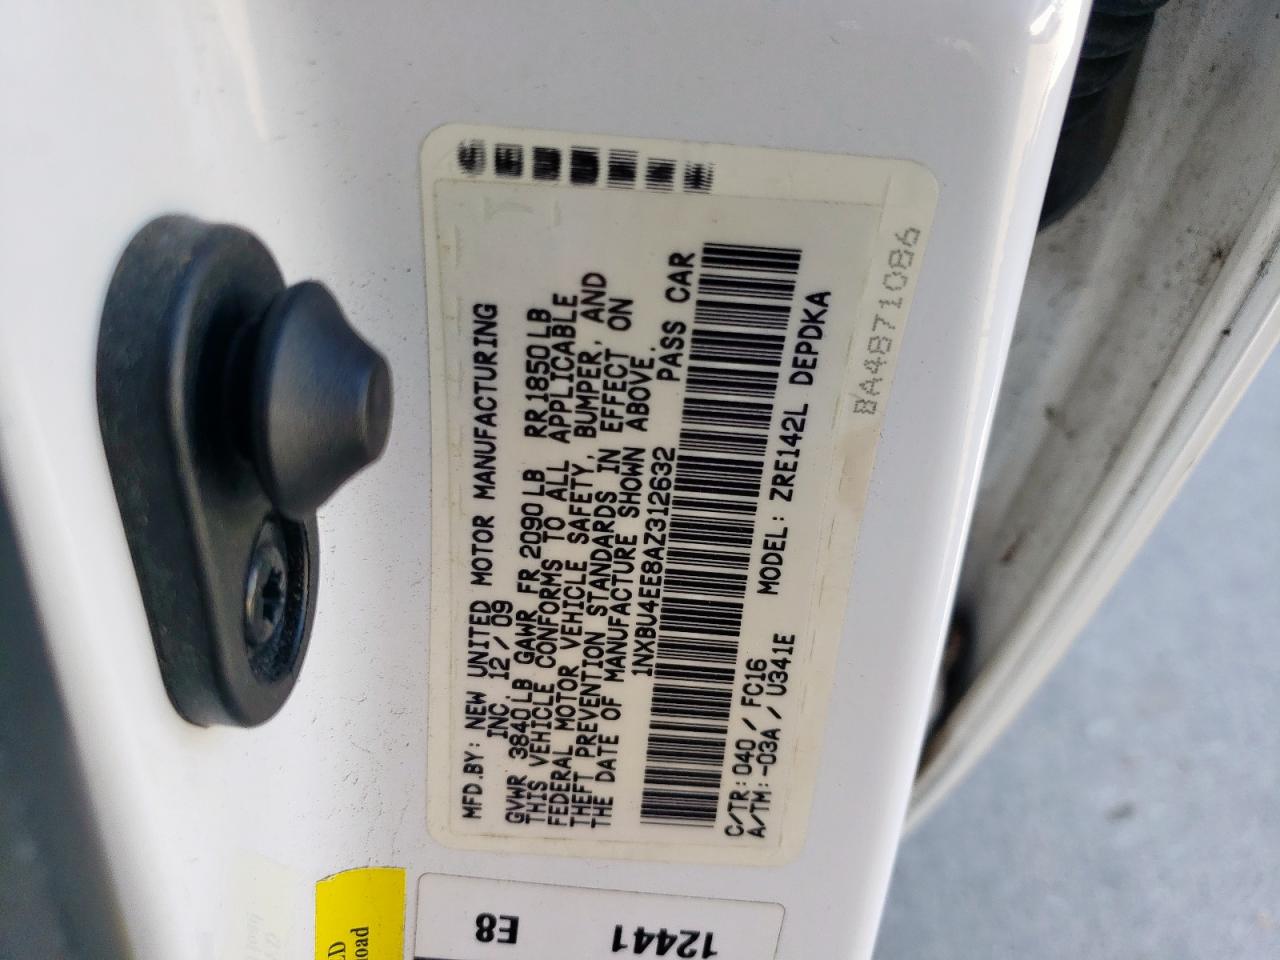 MFD.BY: NEW UNITED MOTOR MANUFACTURING
INC 12/09
GVWR 3840LB GAWR FR 2090LB RR1850LB
THIS VEHICLE CONFORMS TO ALL APPLICABLE
FEDERAL MOTOR VEHICLE SAFETY, BUMPER, AND
THEFT PREVENTION STANDARDS IN EFFECT ON
THE DATE OF MANUFACTURE SHOWN ABOVE.
1NXBU4EE8AZ312632 PASS CAR
C/TR:040/FC16 MODEL:ZRE142L DEPDKA
A/TM:-03A/U341E
8A4871086
E8
12441